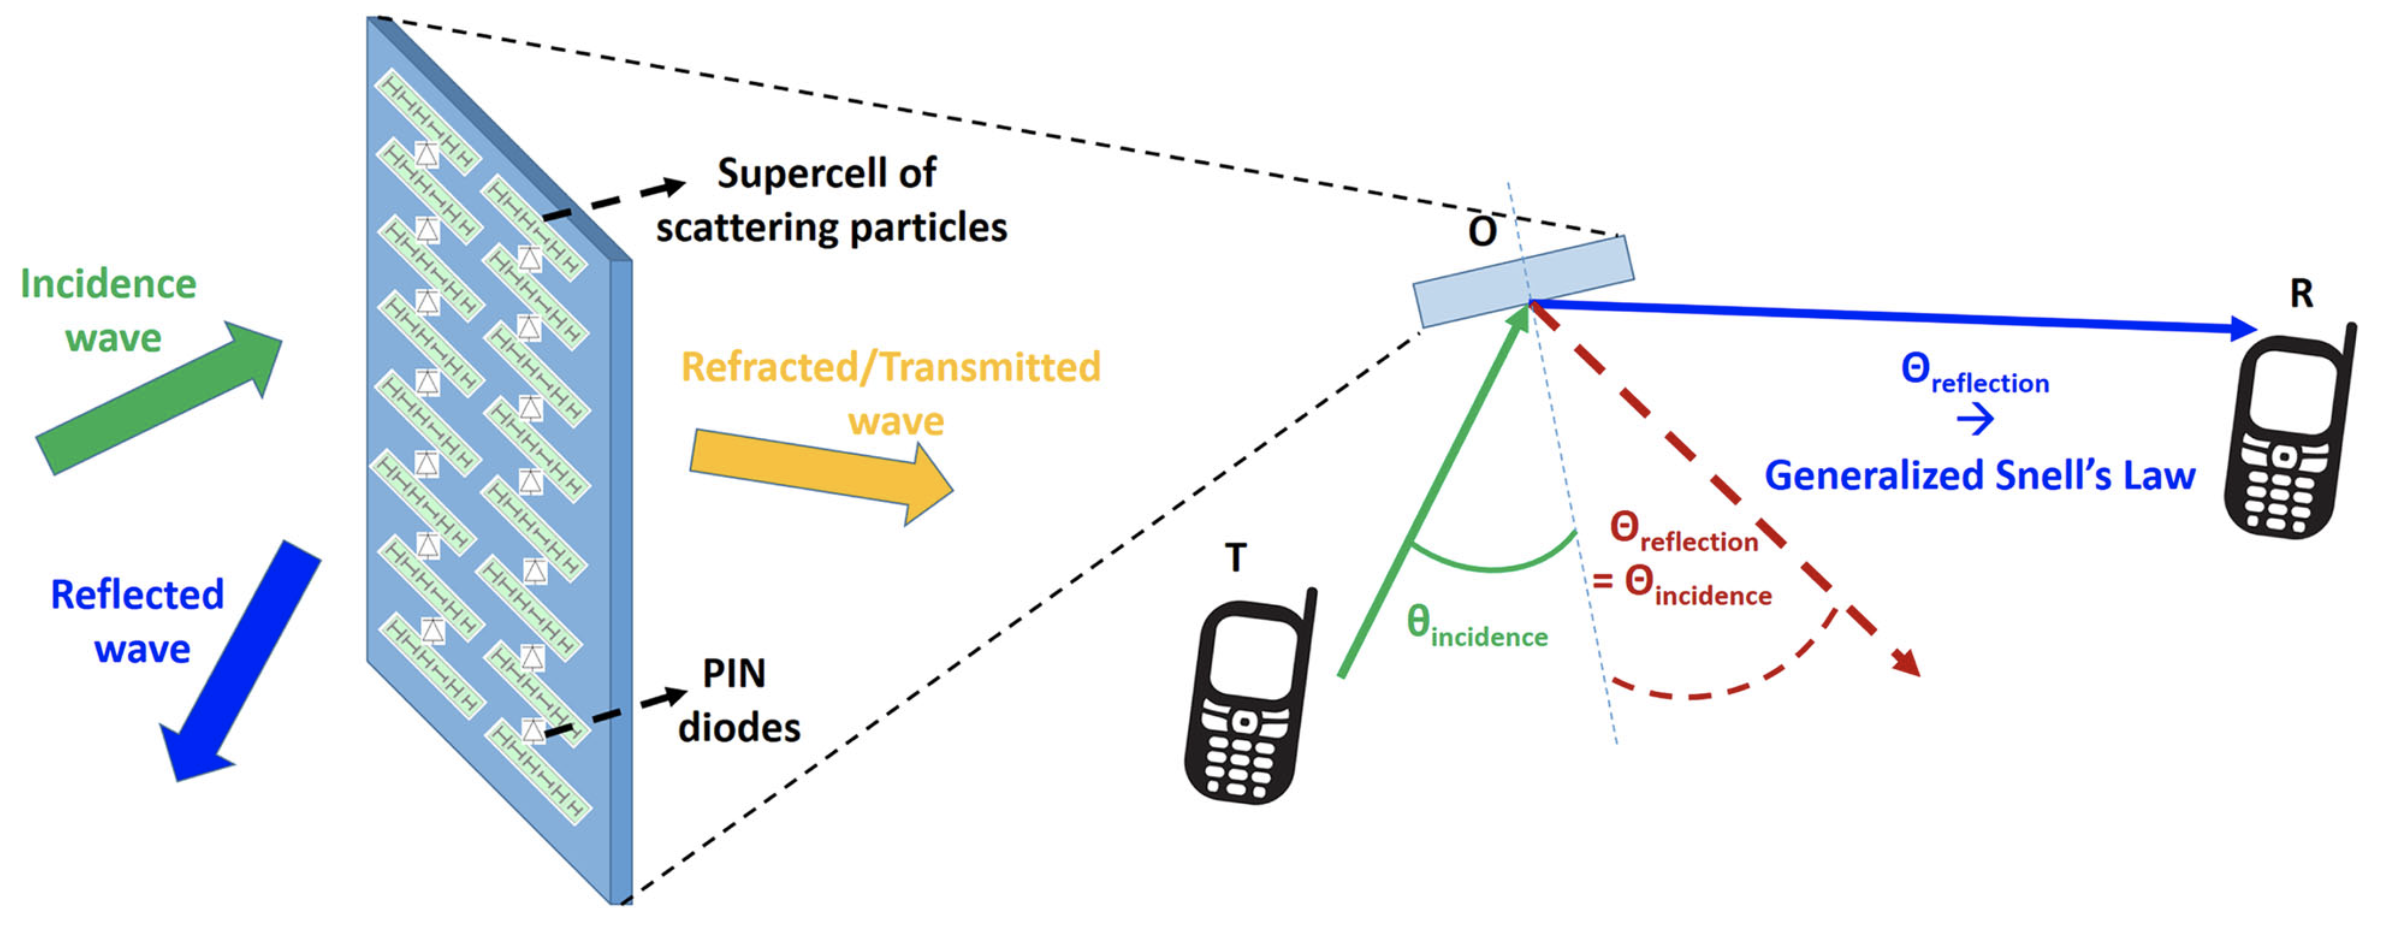 Incidence
wave
Reflected
wave
Supercell of
scattering particles
Refracted/Transmitted
wave
PIN
diodes
O
T
R
θincidence
Θreflection
= Θincidence
Θreflection
→
Generalized Snell's Law